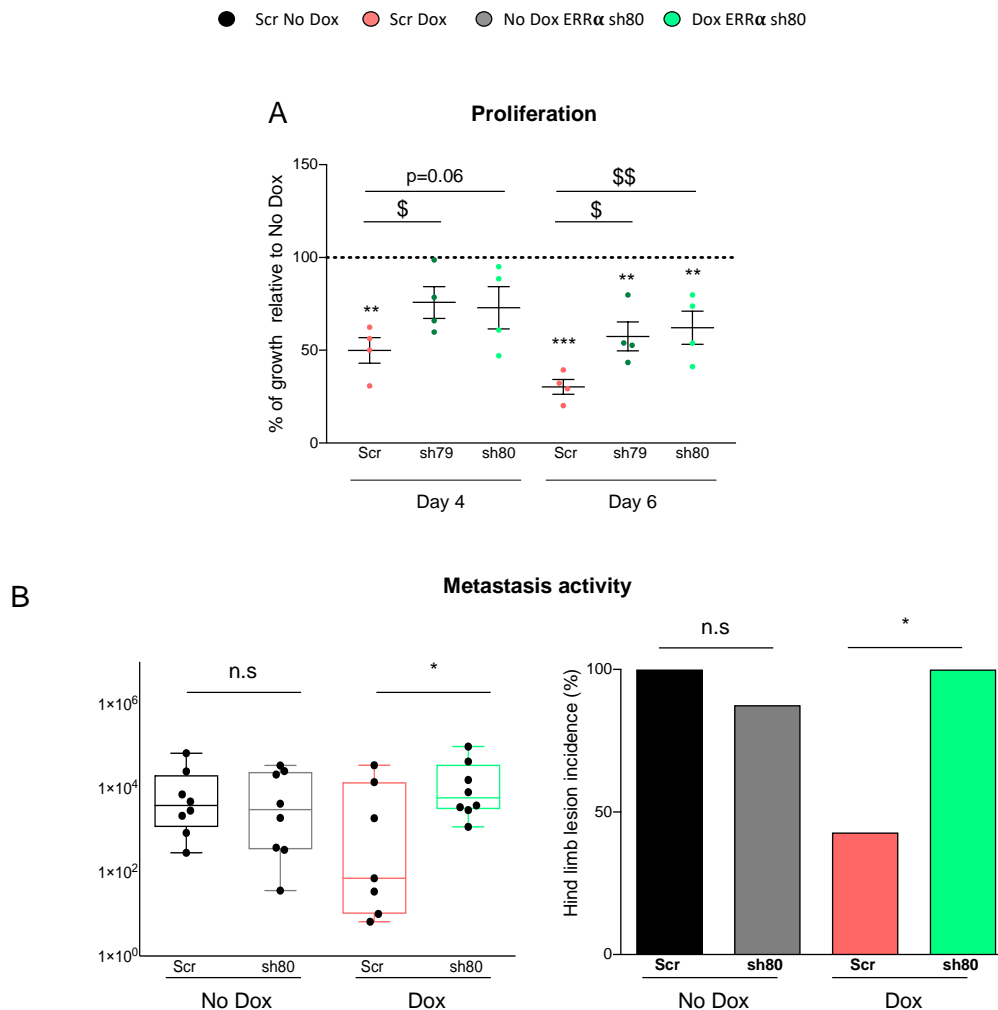 Scr No Dox Scr Dox No Dox ERRα sh80 Dox ERRα sh80
A
Proliferation
% of growth relative to No Dox
150
100
50
0
p=0.06
$
$$
$
**
***
**
**
Scr sh79 sh80 Scr sh79 sh80
Day 4 Day 6
B
Metastasis activity
n.s *
1×10⁶
1×10⁴
1×10²
1×10⁰
Scr sh80 Scr sh80
No Dox Dox
n.s *
Hind limb lesion incidence (%)
100
50
0
Scr sh80 Scr sh80
No Dox Dox